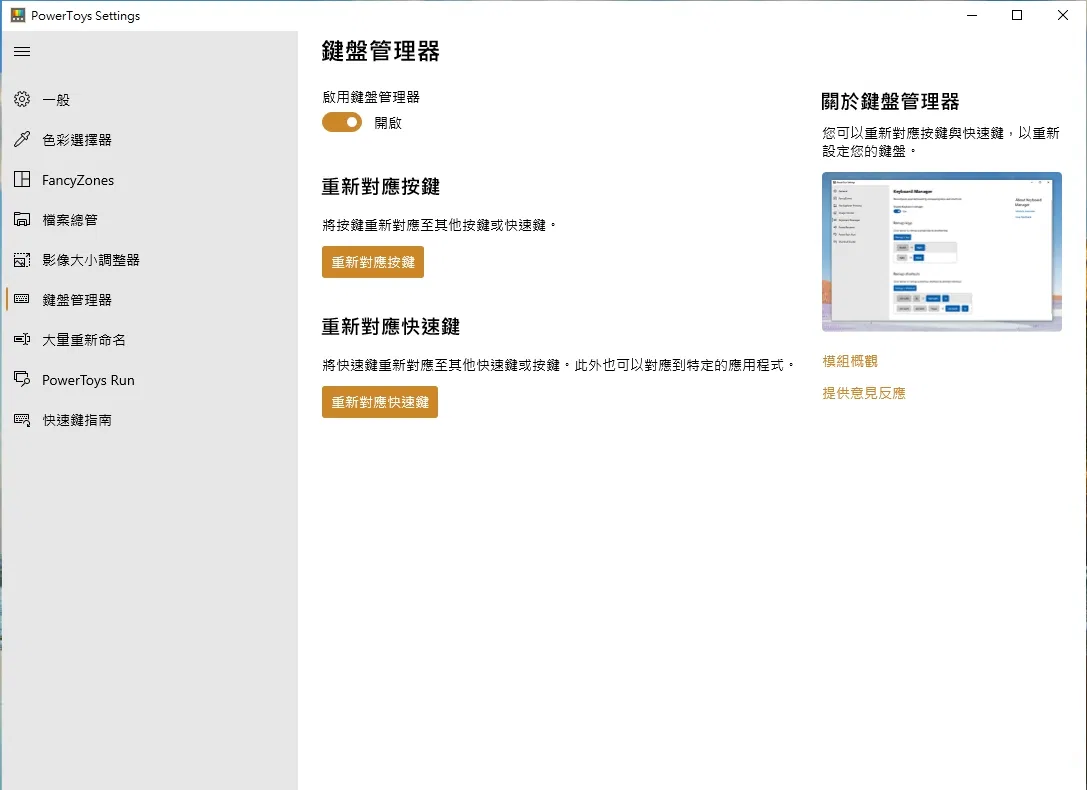 PowerToys Settings
一般
色彩選擇器
FancyZones
檔案總管
影像大小調整器
鍵盤管理器
大量重新命名
PowerToys Run
快速鍵指南
鍵盤管理器
啟用鍵盤管理器
開啟
重新對應按鍵
將按鍵重新對應至其他按鍵或快速鍵。
重新對應按鍵
重新對應快速鍵
將快速鍵重新對應至其他快速鍵或按鍵。此外也可以對應到特定的應用程式。
重新對應快速鍵
關於鍵盤管理器
您可以重新對應按鍵與快速鍵，以重新
設定您的鍵盤。
Keyboard Manager
About Keyboard
Manager
模組概觀
提供意見反應